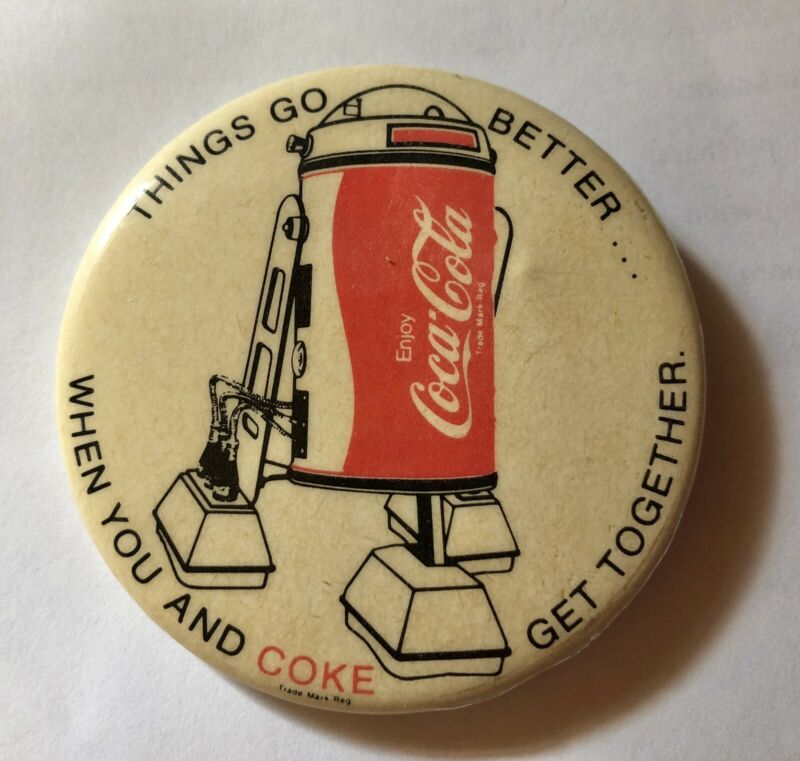 THINGS GO BETTER...
Enjoy
Coca-Cola
Trade Mark Reg
WHEN YOU AND COKE GET TOGETHER.
Trade Mark Reg